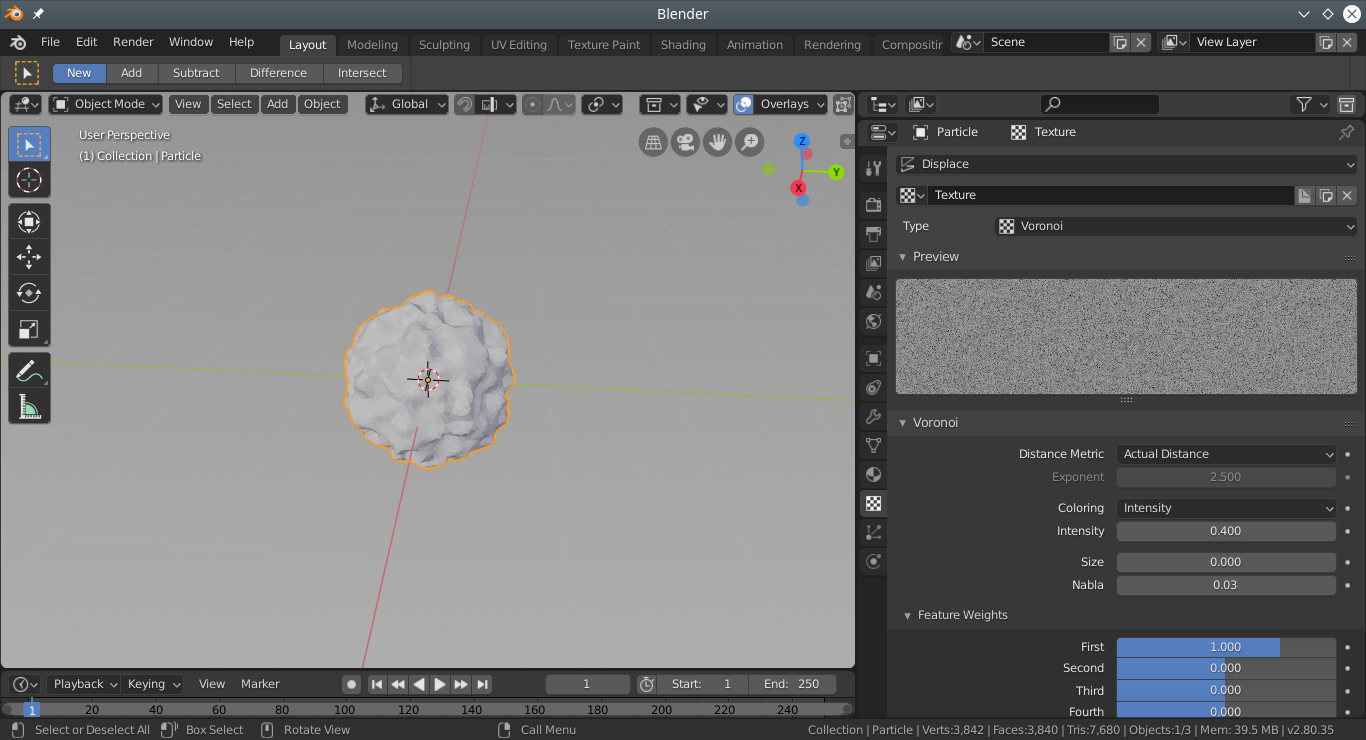 Blender
File Edit Render Window Help Layout Modeling Sculpting UV Editing Texture Paint Shading Animation Rendering Compositin Scene View Layer
New Add Subtract Difference Intersect
Object Mode View Select Add Object Global Overlays
User Perspective
(1) Collection | Particle
Z
Y
X
Particle Texture
Displace
Texture
Type Voronoi
Preview
Voronoi
Distance Metric Actual Distance
Exponent 2.500
Coloring Intensity
Intensity 0.400
Size 0.000
Nabla 0.03
Feature Weights
First 1.000
Second 0.000
Third 0.000
Fourth 0.000
Playback Keying View Marker 1 Start: 1 End: 250
1 20 40 60 80 100 120 140 160 180 200 220 240
Select or Deselect All Box Select Rotate View Call Menu Collection | Particle | Verts:3,842 | Faces:3,840 | Tris:7,680 | Objects:1/3 | Mem: 39.5 MB | v2.80.35